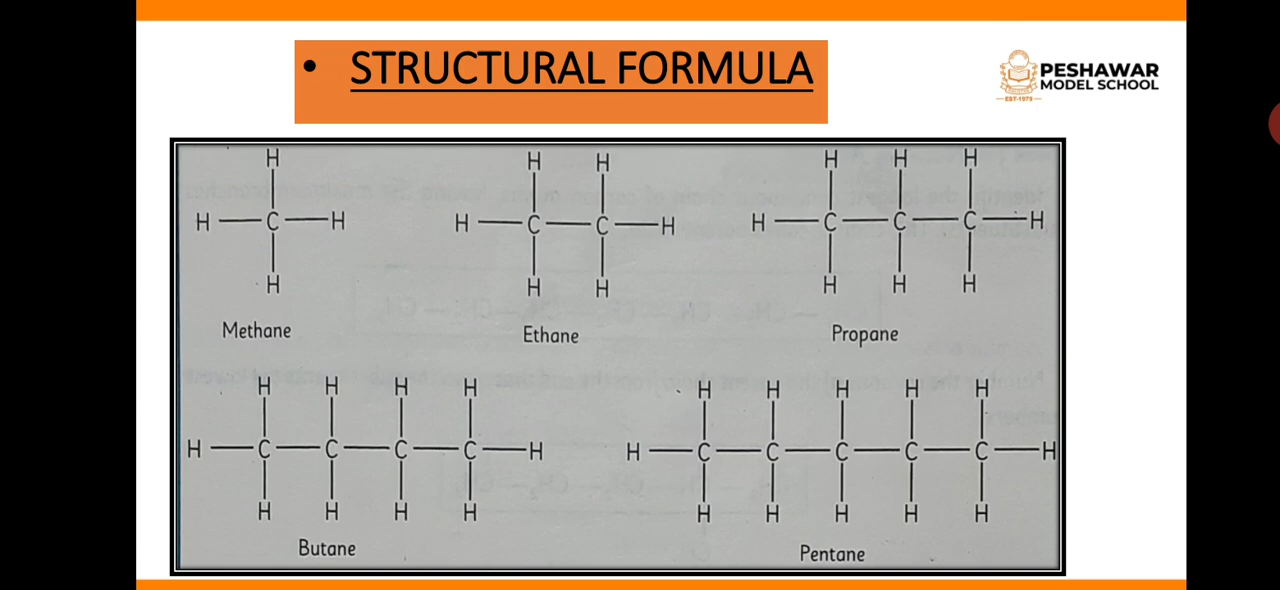 • STRUCTURAL FORMULA
PESHAWAR
MODEL SCHOOL
EST-1979
H
H C H
H
Methane
H H
H C C H
H H
Ethane
H H H
H C C C H
H H H
Propane
H H H H
H C C C C H
H H H H
Butane
H H H H H
H C C C C C H
H H H H H
Pentane